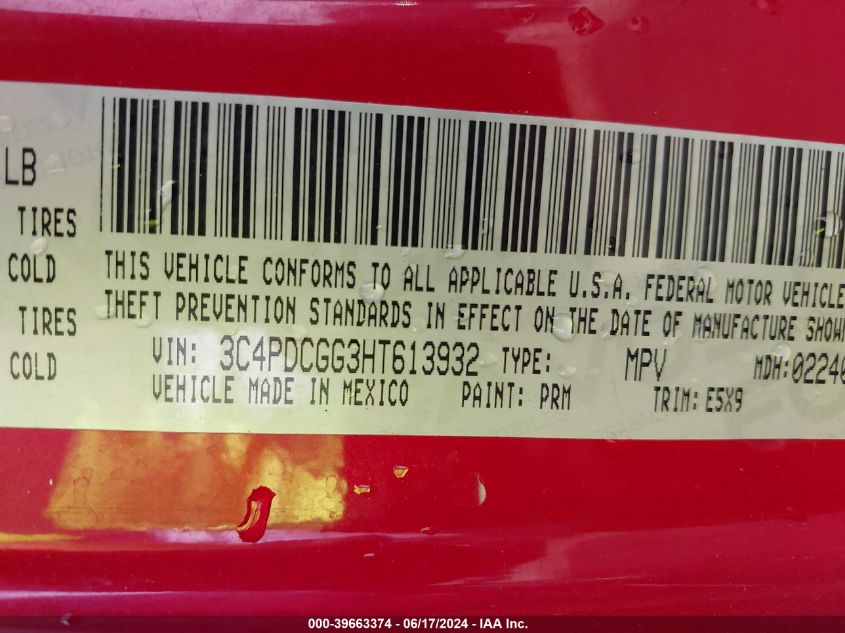 LB
TIRES
COLD THIS VEHICLE CONFORMS TO ALL APPLICABLE U.S.A. FEDERAL MOTOR VEHICLE
THEFT PREVENTION STANDARDS IN EFFECT ON THE DATE OF MANUFACTURE SHOWN
TIRES VIN: 3C4PDCGG3HT613932 TYPE: MPV MDH:02240
COLD VEHICLE MADE IN MEXICO PAINT: PRM TRIM: E5X9
000-39663374 - 06/17/2024 - IAA Inc.